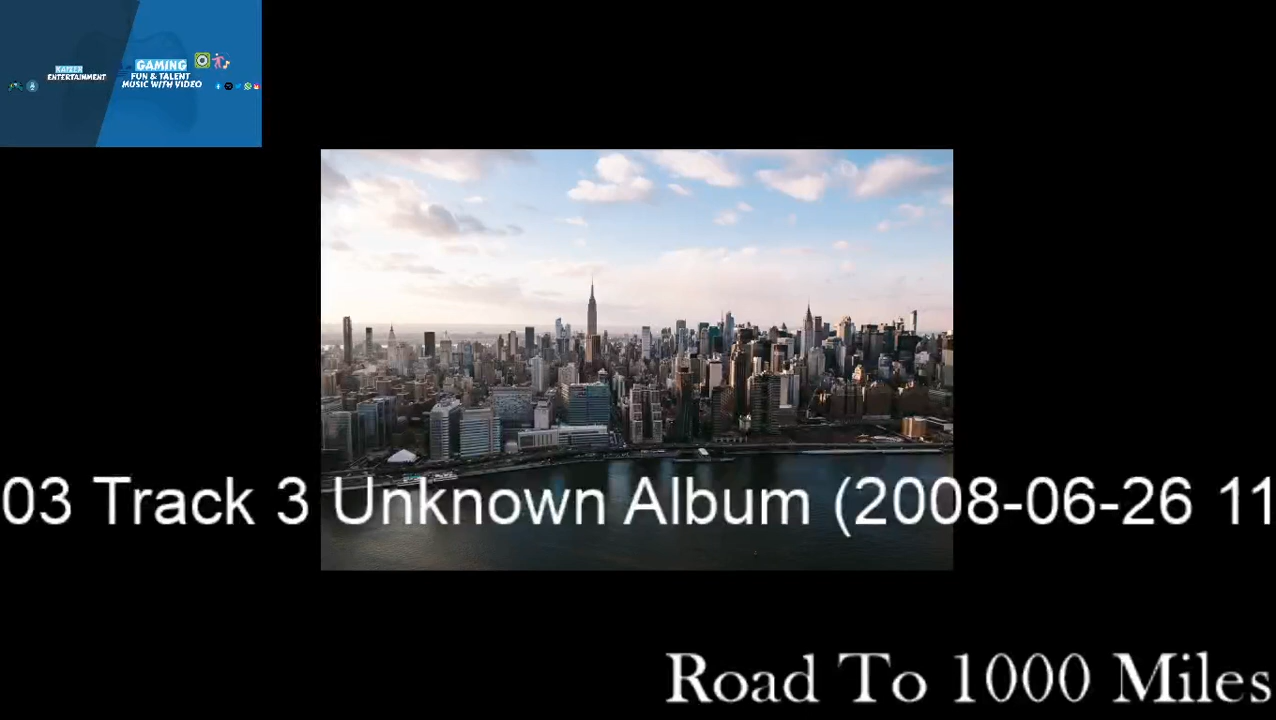 KAISER
ENTERTAINMENT
GAMING
FUN & TALENT
MUSIC WITH VIDEO
03 Track 3 Unknown Album (2008-06-26 11
Road To 1000 Miles